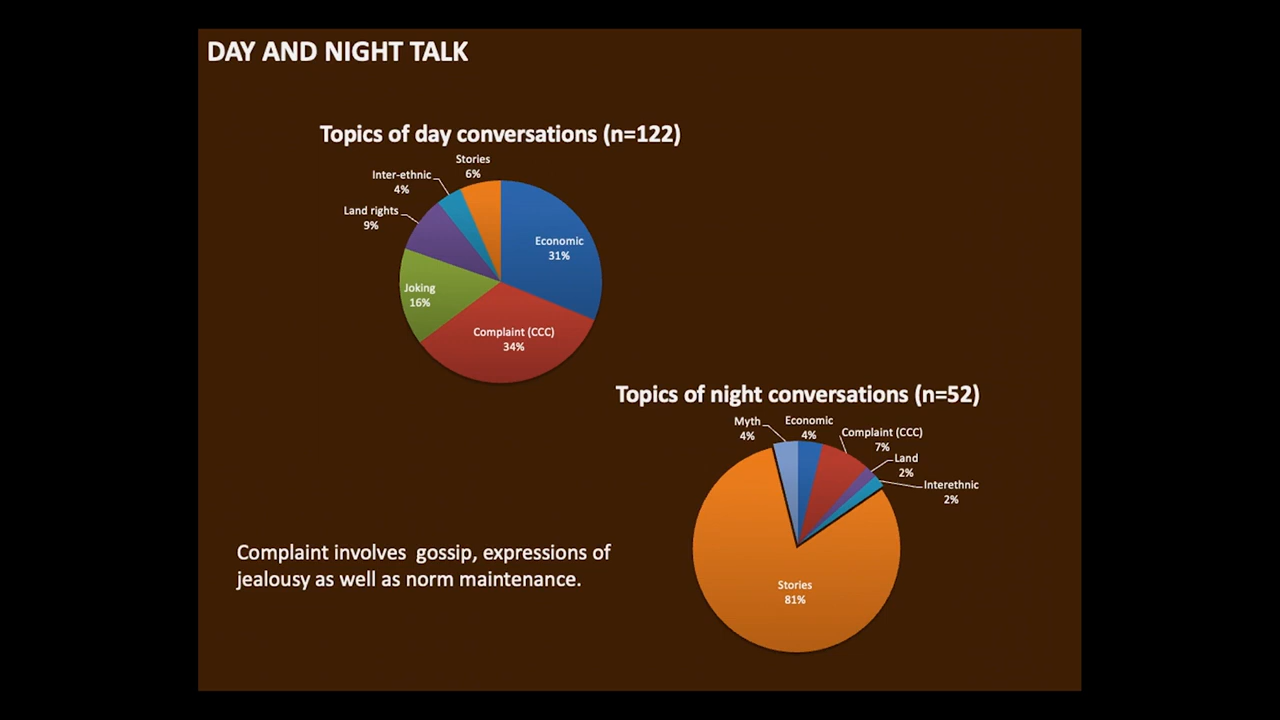 DAY AND NIGHT TALK
Topics of day conversations (n=122)
Stories
6%
Inter-ethnic
4%
Land rights
9%
Economic
31%
Joking
16%
Complaint (CCC)
34%
Topics of night conversations (n=52)
Myth
4%
Economic
4%
Complaint (CCC)
7%
Land
2%
Interethnic
2%
Stories
81%
Complaint involves  gossip, expressions of
jealousy as well as norm maintenance.